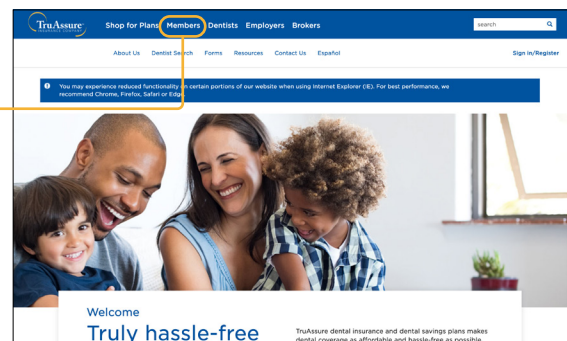 TruAssure
INSURANCE COMPANY
Shop for Plans Members Dentists Employers Brokers
search
About Us Dentist Search Forms Resources Contact Us Español
Sign in/Register
You may experience reduced functionality on certain portions of our website when using Internet Explorer (IE). For best performance, we
recommend Chrome, Firefox, Safari or Edge.
Welcome
Truly hassle-free
TruAssure dental insurance and dental savings plans makes
dental coverage as affordable and hassle-free as possible